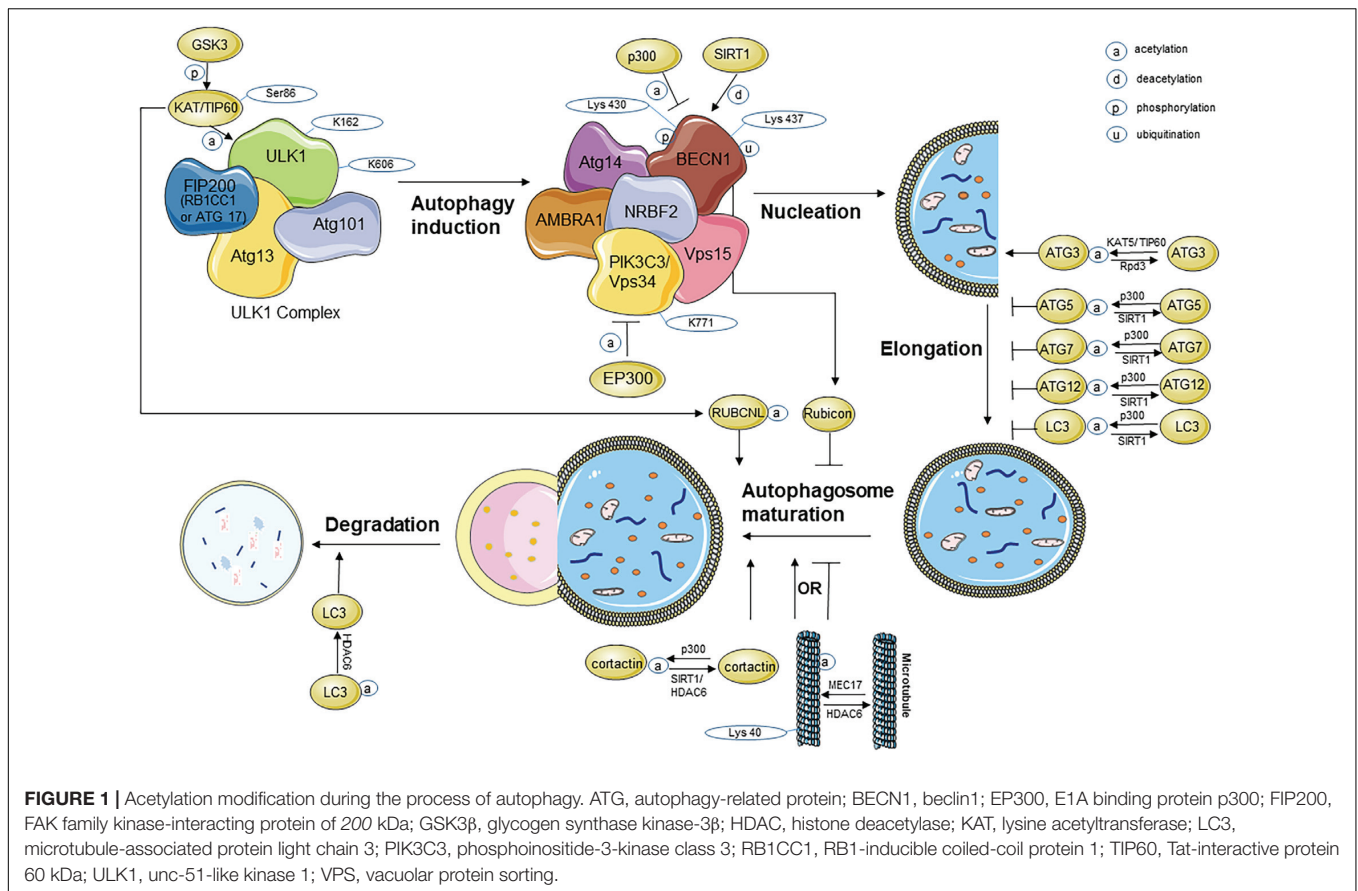 GSK3
p
KAT/TIP60
Ser86
a
K162
ULK1
K606
FIP200
(RB1CC1
or ATG 17)
Atg101
Atg13
ULK1 Complex
Autophagy
induction
p300
SIRT1
a
d
Lys 430
Lys 437
p
u
Atg14
BECN1
AMBRA1
NRBF2
Vps15
PIK3C3/
Vps34
K771
a
EP300
Nucleation
a acetylation
d deacetylation
p phosphorylation
u ubiquitination
ATG3 a KAT5/TIP60 ATG3
Rpd3
ATG5 a p300 ATG5
SIRT1
ATG7 a p300 ATG7
SIRT1
ATG12 a p300 ATG12
SIRT1
LC3 a p300 LC3
SIRT1
Elongation
RUBCNL a
Rubicon
Autophagosome
maturation
Degradation
LC3
HDAC6
LC3 a
OR
cortactin a p300 cortactin
SIRT1/
HDAC6
a
MEC17
HDAC6
Microtubule
Lys 40
FIGURE 1 | Acetylation modification during the process of autophagy. ATG, autophagy-related protein; BECN1, beclin1; EP300, E1A binding protein p300; FIP200,
FAK family kinase-interacting protein of 200 kDa; GSK3β, glycogen synthase kinase-3β; HDAC, histone deacetylase; KAT, lysine acetyltransferase; LC3,
microtubule-associated protein light chain 3; PIK3C3, phosphoinositide-3-kinase class 3; RB1CC1, RB1-inducible coiled-coil protein 1; TIP60, Tat-interactive protein
60 kDa; ULK1, unc-51-like kinase 1; VPS, vacuolar protein sorting.